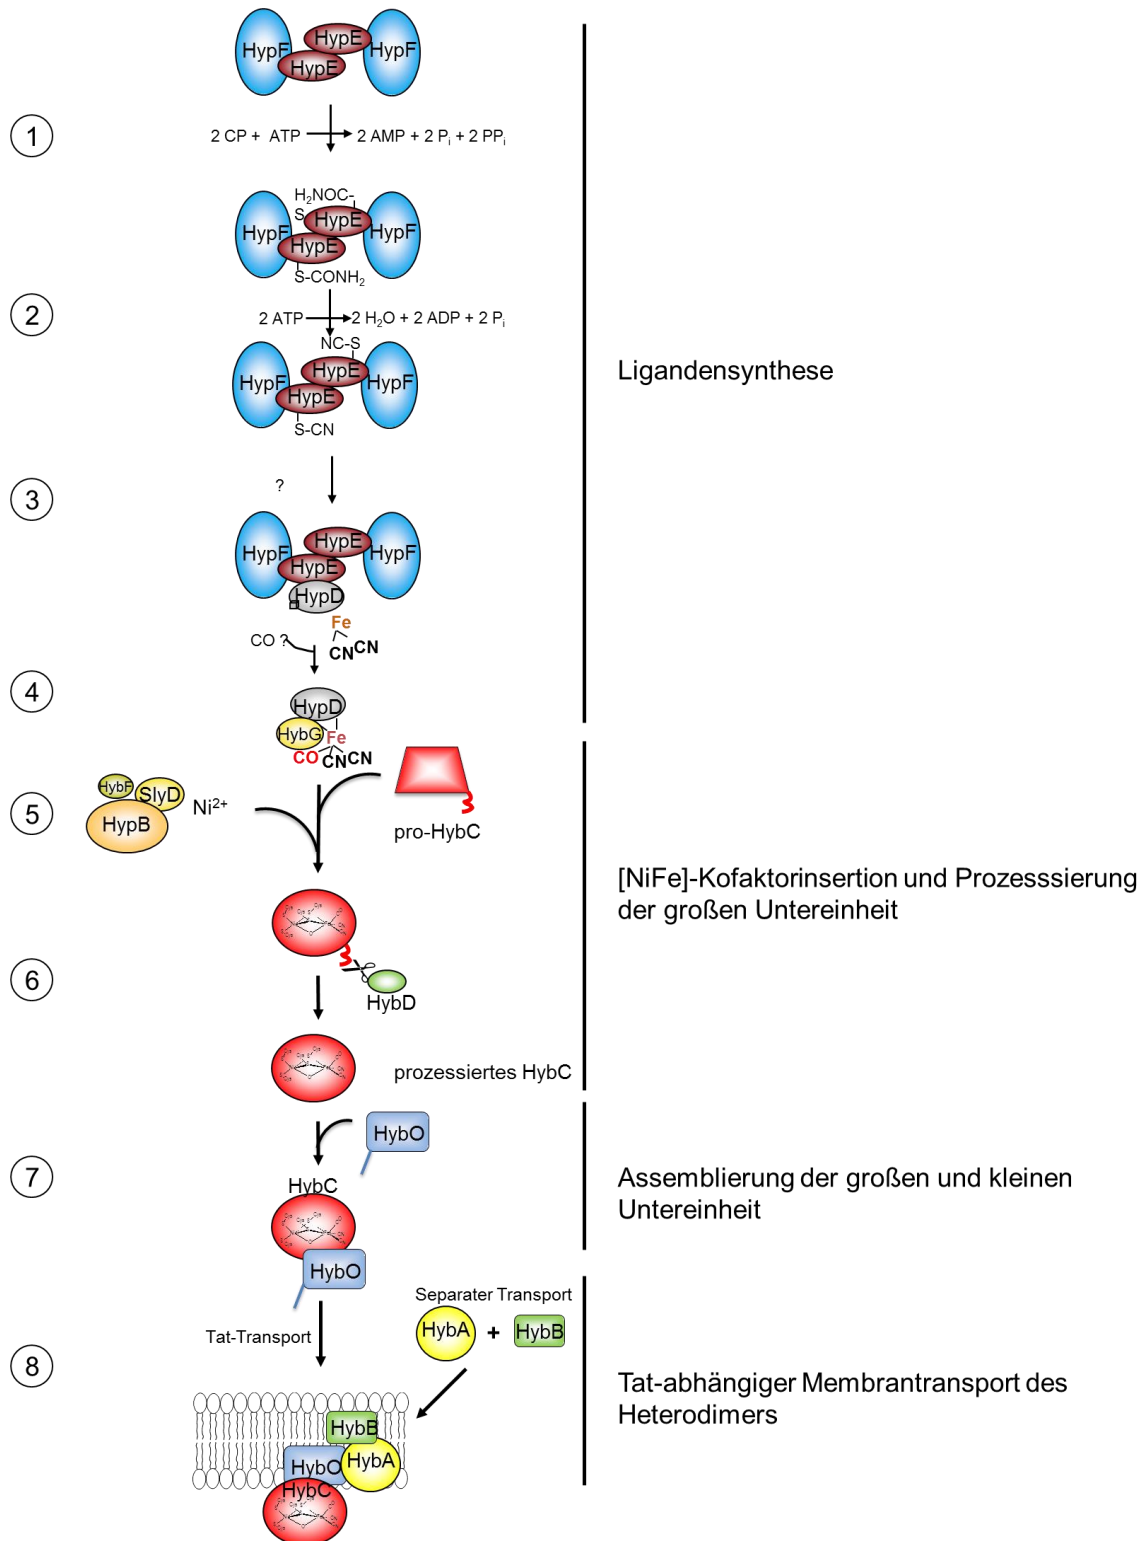 HypF HypE HypF
HypE
1
2 CP + ATP 2 AMP + 2 Pi + 2 PPi
H2NOC-
S
HypF HypE HypF
HypE
S-CONH2
2
2 ATP 2 H2O + 2 ADP + 2 Pi
NC-S
HypF HypE HypF
HypE
S-CN
Ligandensynthese
3
?
HypF HypE HypF
HypE
HypD
Fe
CO ?
CN CN
4
HypD
HybG Fe
CO CN CN
5
HybF SlyD Ni2+
HypB
pro-HybC
[NiFe]-Kofaktorinsertion und Prozesssierung
der großen Untereinheit
6
HybD
prozessiertes HybC
HybO
7
HybC
HybO
Assemblierung der großen und kleinen
Untereinheit
Separater Transport
HybA + HybB
Tat-Transport
8
Tat-abhängiger Membrantransport des
Heterodimers
HybB
HybO HybA
HybC